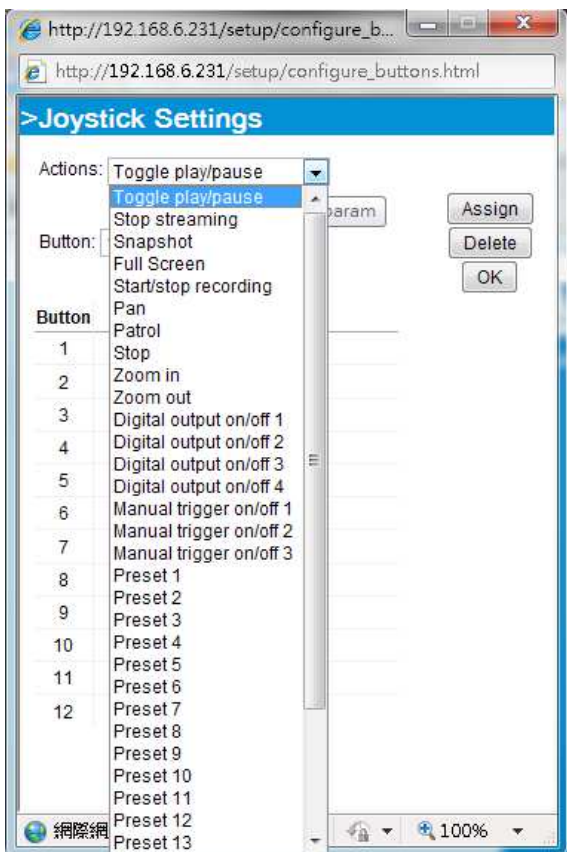 http://192.168.6.231/setup/configure_b...
http://192.168.6.231/setup/configure_buttons.html
>Joystick Settings
Actions: Toggle play/pause
Toggle play/pause
Stop streaming
Snapshot
Full Screen
Start/stop recording
Pan
Patrol
Stop
Zoom in
Zoom out
Digital output on/off 1
Digital output on/off 2
Digital output on/off 3
Digital output on/off 4
Manual trigger on/off 1
Manual trigger on/off 2
Manual trigger on/off 3
Preset 1
Preset 2
Preset 3
Preset 4
Preset 5
Preset 6
Preset 7
Preset 8
Preset 9
Preset 10
Preset 11
Preset 12
Preset 13
param
Assign
Button:
Delete
OK
Button
1
2
3
4
5
6
7
8
9
10
11
12
網際網
100%